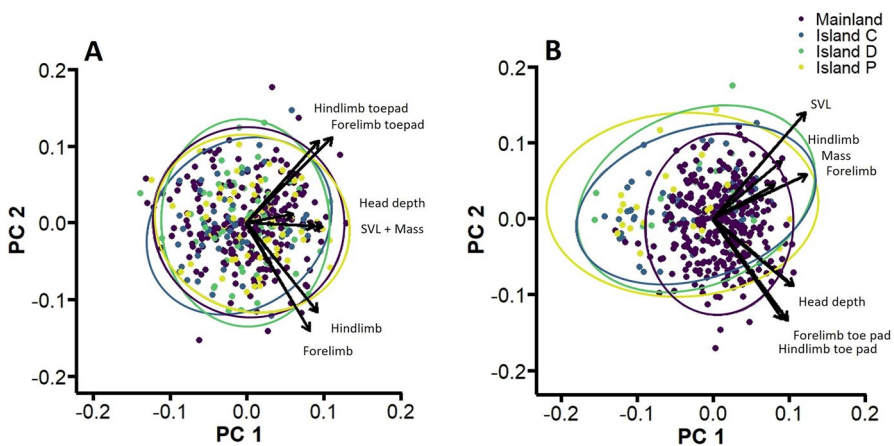 A
B
Mainland
Island C
Island D
Island P
0.2
0.1
0.0
-0.1
-0.2
PC 2
Hindlimb toepad
Forelimb toepad
Head depth
SVL + Mass
Hindlimb
Forelimb
-0.2 -0.1 0.0 0.1 0.2
PC 1
0.2
0.1
0.0
-0.1
-0.2
PC 2
SVL
Hindlimb
Mass
Forelimb
Head depth
Forelimb toe pad
Hindlimb toe pad
-0.2 -0.1 0.0 0.1 0.2
PC 1